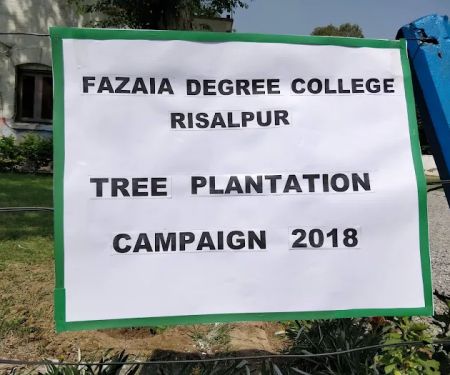 FAZAIA DEGREE COLLEGE
RISALPUR
TREE PLANTATION
CAMPAIGN 2018